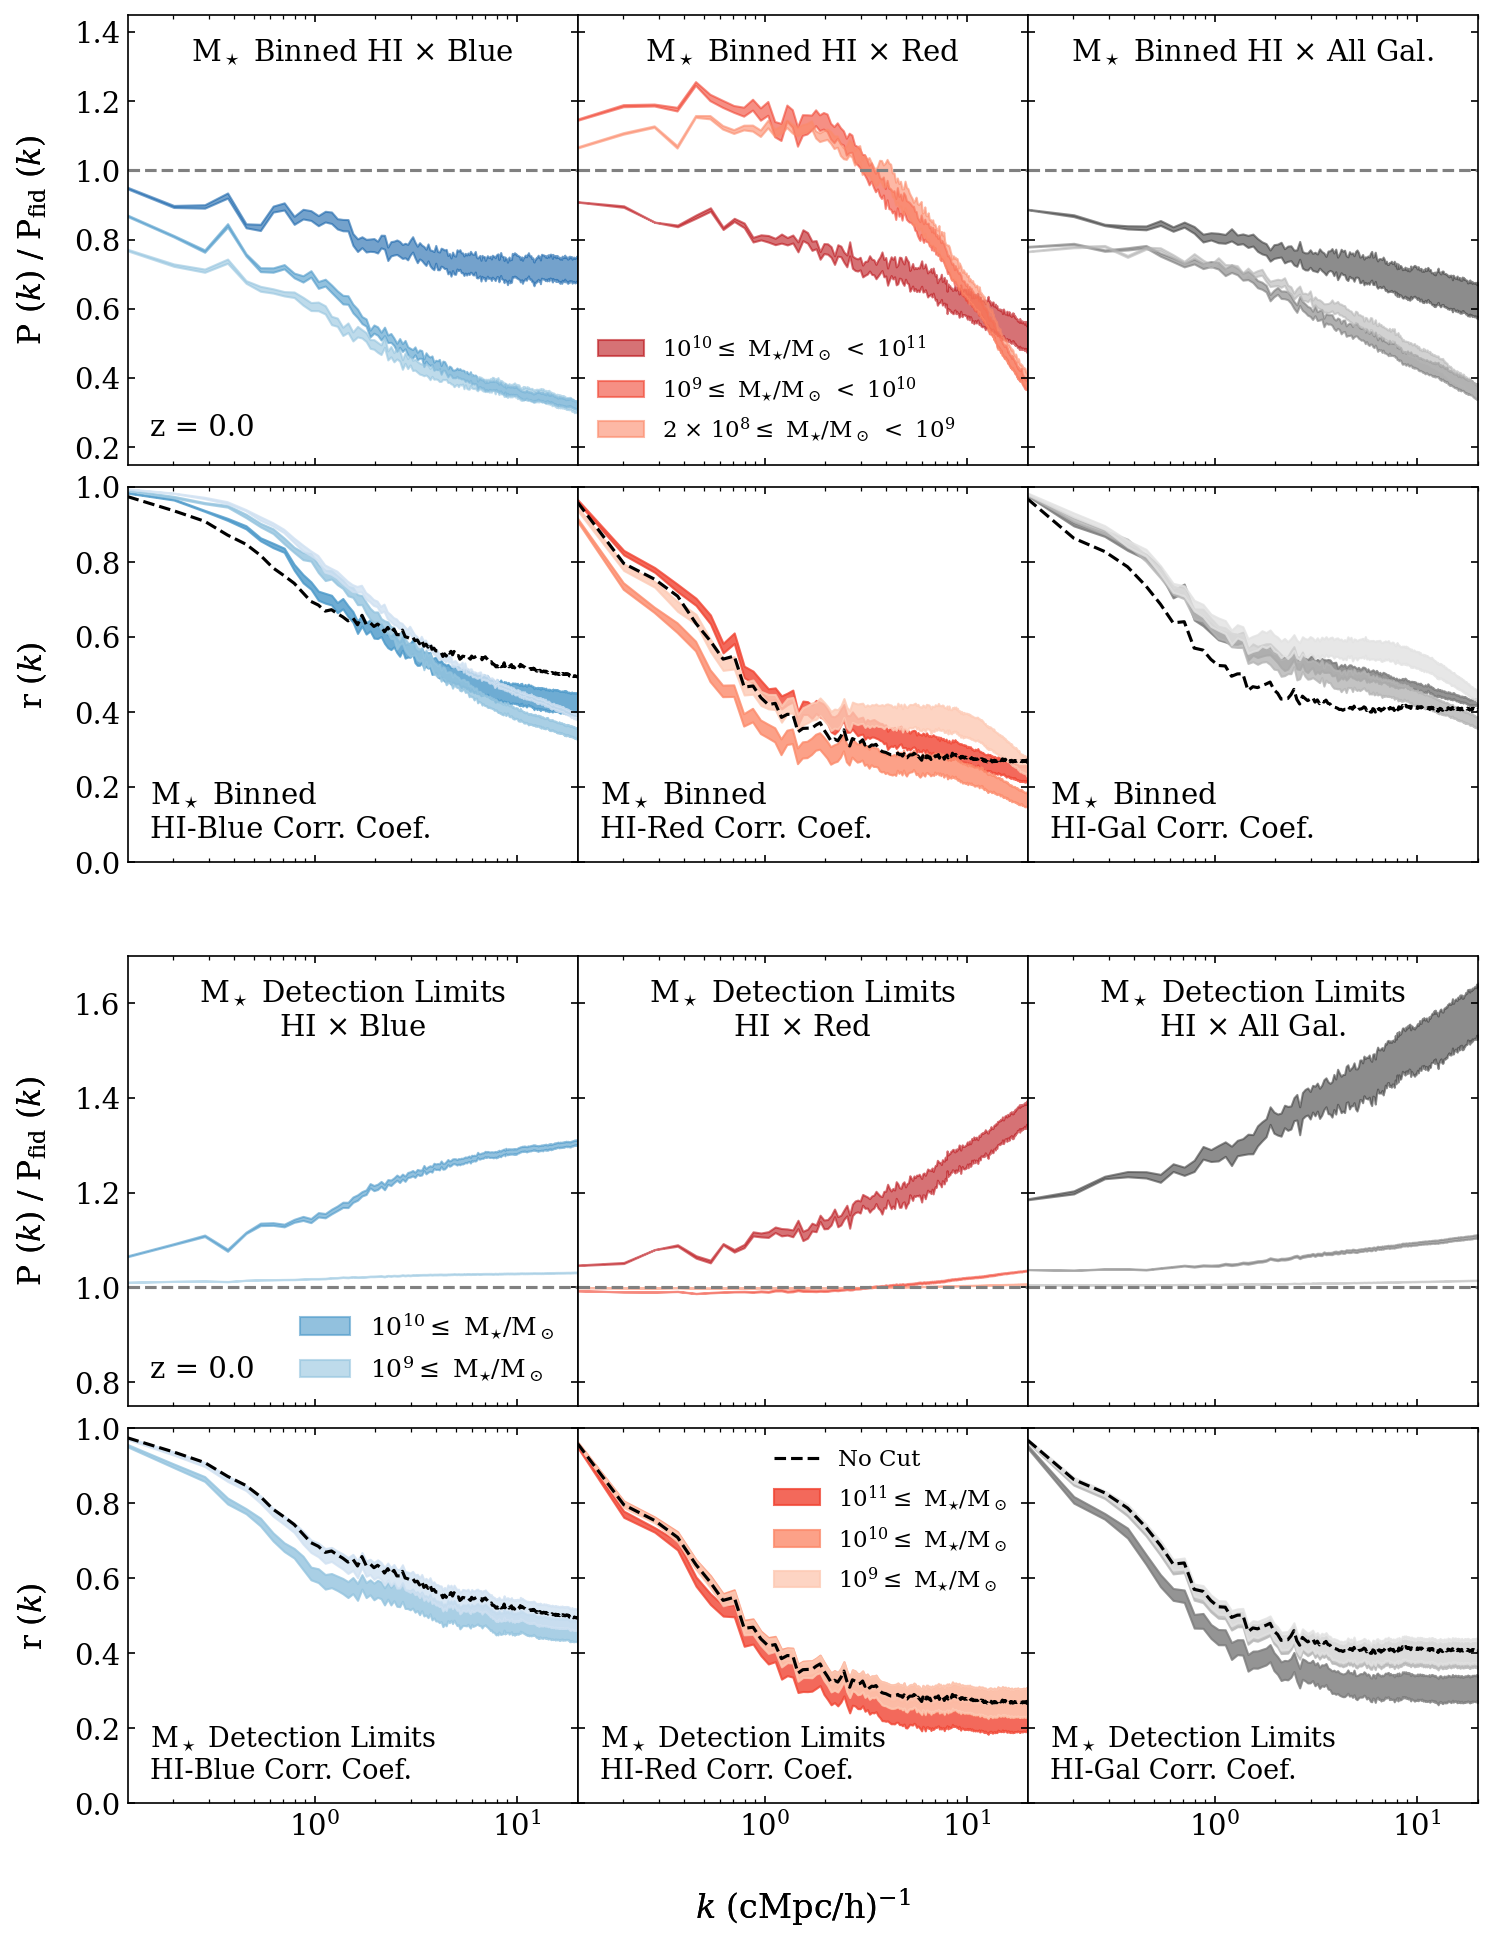 M⋆ Binned HI × Blue
M⋆ Binned HI × Red
M⋆ Binned HI × All Gal.
P (k) / P_fid (k)
1.4
1.2
1.0
0.8
0.6
0.4
0.2
z = 0.0
10^10 ≤ M⋆/M⊙ < 10^11
10^9 ≤ M⋆/M⊙ < 10^10
2 × 10^8 ≤ M⋆/M⊙ < 10^9
r (k)
1.0
0.8
0.6
0.4
0.2
0.0
M⋆ Binned
HI-Blue Corr. Coef.
M⋆ Binned
HI-Red Corr. Coef.
M⋆ Binned
HI-Gal Corr. Coef.
M⋆ Detection Limits
HI × Blue
M⋆ Detection Limits
HI × Red
M⋆ Detection Limits
HI × All Gal.
P (k) / P_fid (k)
1.6
1.4
1.2
1.0
0.8
z = 0.0
10^10 ≤ M⋆/M⊙
10^9 ≤ M⋆/M⊙
r (k)
1.0
0.8
0.6
0.4
0.2
0.0
No Cut
10^11 ≤ M⋆/M⊙
10^10 ≤ M⋆/M⊙
10^9 ≤ M⋆/M⊙
M⋆ Detection Limits
HI-Blue Corr. Coef.
M⋆ Detection Limits
HI-Red Corr. Coef.
M⋆ Detection Limits
HI-Gal Corr. Coef.
10^0 10^1 10^0 10^1 10^0 10^1
k (cMpc/h)^−1